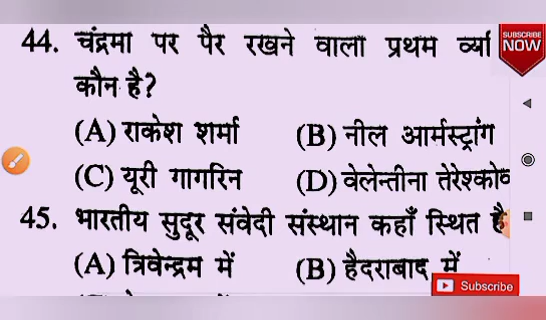 44. चंद्रमा पर पैर रखने वाला प्रथम
SUBSCRIBE
NOW
कौन है?
(A) राकेश शर्मा (B) नील आर्मस्ट्रांग
(C) यूरी गागरिन (D) वेलेन्तीना
45. भारतीय सुदूर संवेदी संस्थान कहाँ स्थित है
(A) त्रिवेन्द्रम में (B) हैदराबाद में
Subscribe